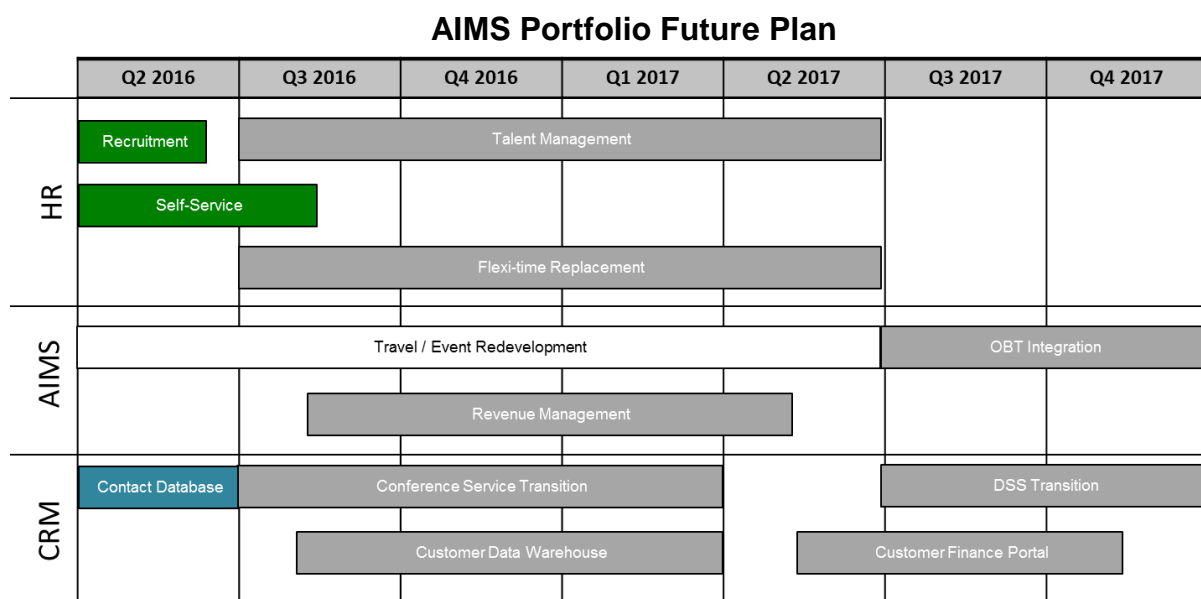 AIMS Portfolio Future Plan
Q2 2016 Q3 2016 Q4 2016 Q1 2017 Q2 2017 Q3 2017 Q4 2017
HR
Recruitment Talent Management
Self-Service
Flexi-time Replacement
AIMS
Travel / Event Redevelopment OBT Integration
Revenue Management
CRM
Contact Database Conference Service Transition DSS Transition
Customer Data Warehouse Customer Finance Portal